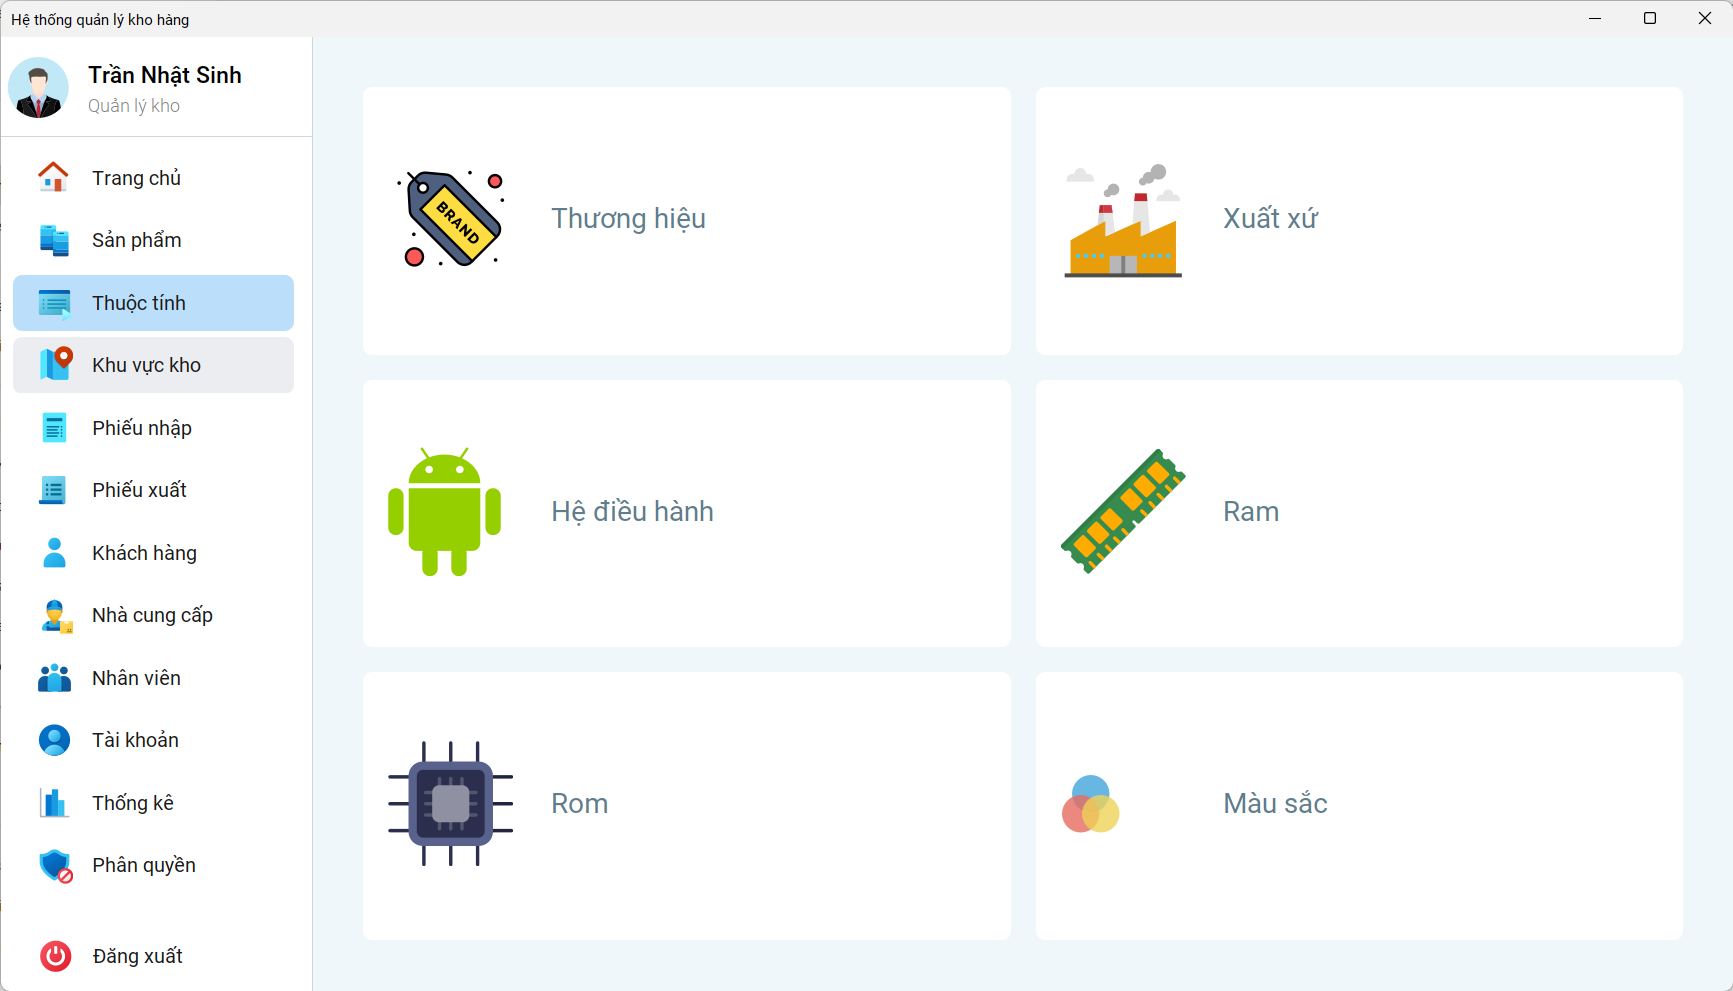 Hệ thống quản lý kho hàng
Trần Nhật Sinh
Quản lý kho
Trang chủ
Sản phẩm
Thuộc tính
Khu vực kho
Phiếu nhập
Phiếu xuất
Khách hàng
Nhà cung cấp
Nhân viên
Tài khoản
Thống kê
Phân quyền
Đăng xuất
BRAND
Thương hiệu
Xuất xứ
Hệ điều hành
Ram
Rom
Màu sắc